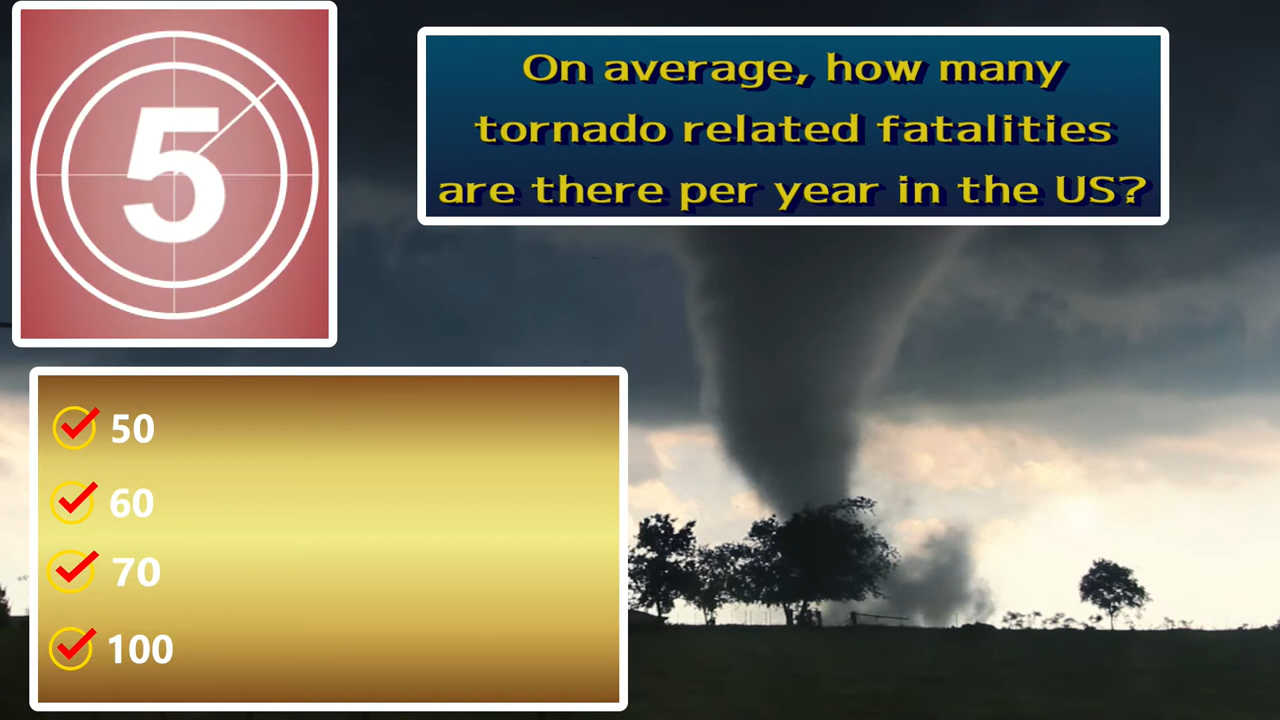 5
On average, how many
tornado related fatalities
are there per year in the US?
50
60
70
100